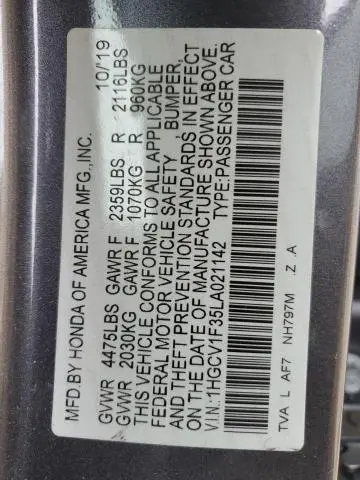 MFD.BY HONDA OF AMERICA MFG.,INC. 10/19
GVWR 4475LBS GAWR F 2359LBS R 2116LBS
GVWR 2030KG GAWR F 1070KG R 960KG
THIS VEHICLE CONFORMS TO ALL APPLICABLE
FEDERAL MOTOR VEHICLE SAFETY , BUMPER,
AND THEFT PREVENTION STANDARDS IN EFFECT
ON THE DATE OF MANUFACTURE SHOWN ABOVE.
V.I.N.:1HGCV1F35LA021142 TYPE:PASSENGER CAR
TVA L AF7 NH797M .Z .A